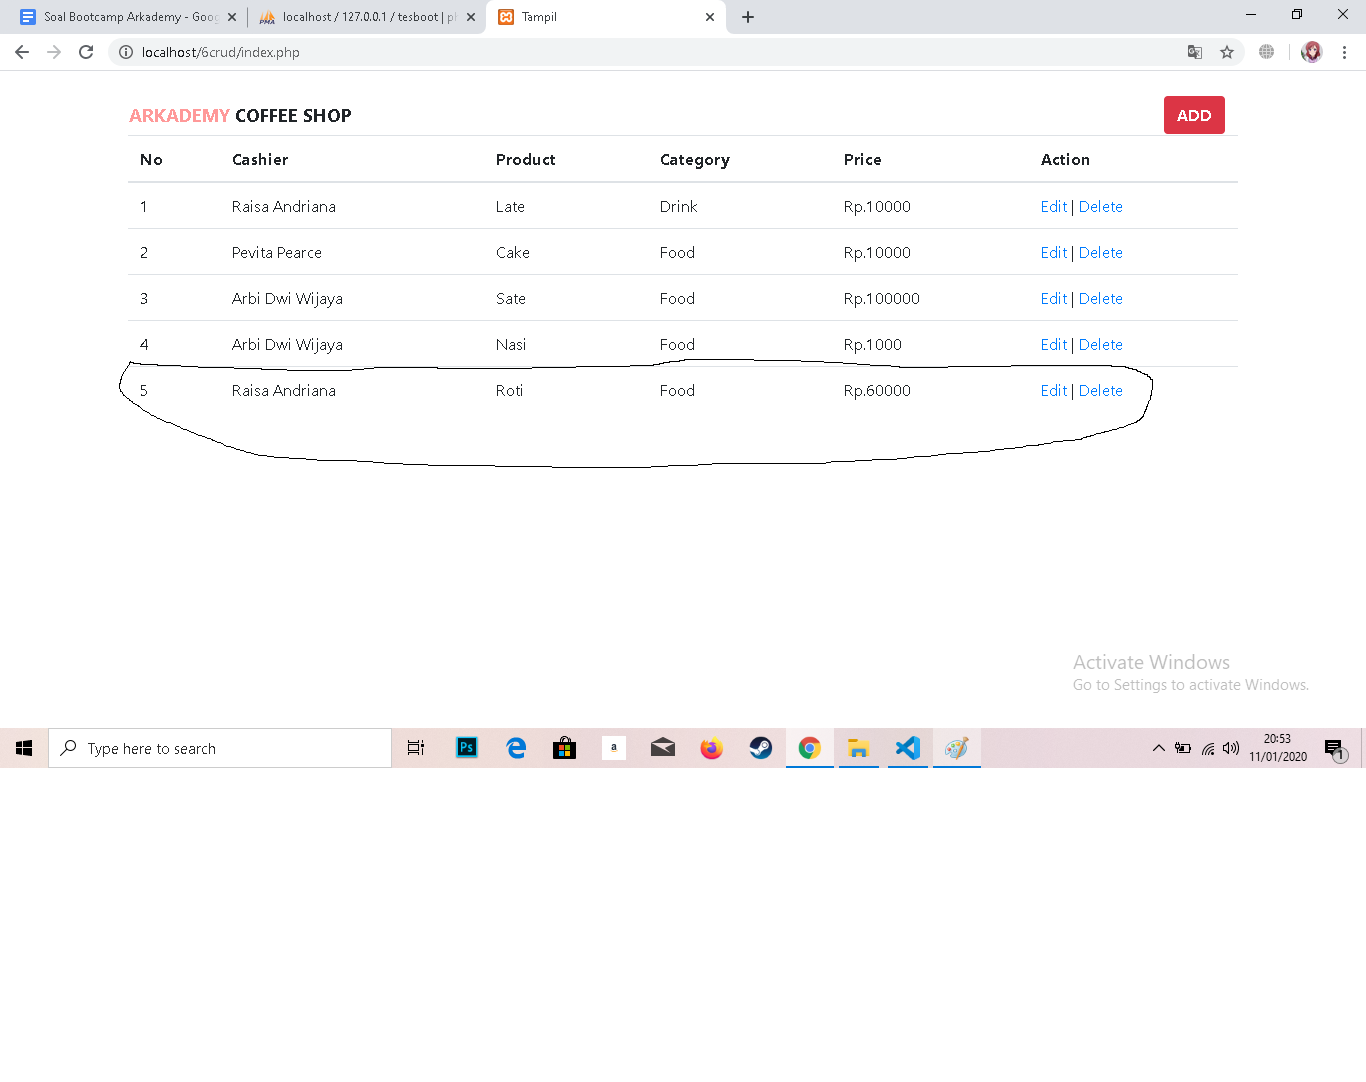 Soal Bootcamp Arkademy - Goog
localhost / 127.0.0.1 / tesboot | ph
Tampil
localhost/6crud/index.php
ARKADEMY COFFEE SHOP
ADD
No Cashier Product Category Price Action
1 Raisa Andriana Late Drink Rp.10000 Edit | Delete
2 Pevita Pearce Cake Food Rp.10000 Edit | Delete
3 Arbi Dwi Wijaya Sate Food Rp.100000 Edit | Delete
4 Arbi Dwi Wijaya Nasi Food Rp.1000 Edit | Delete
5 Raisa Andriana Roti Food Rp.60000 Edit | Delete
Activate Windows
Go to Settings to activate Windows.
Type here to search
Ps
a
20:53
11/01/2020
1